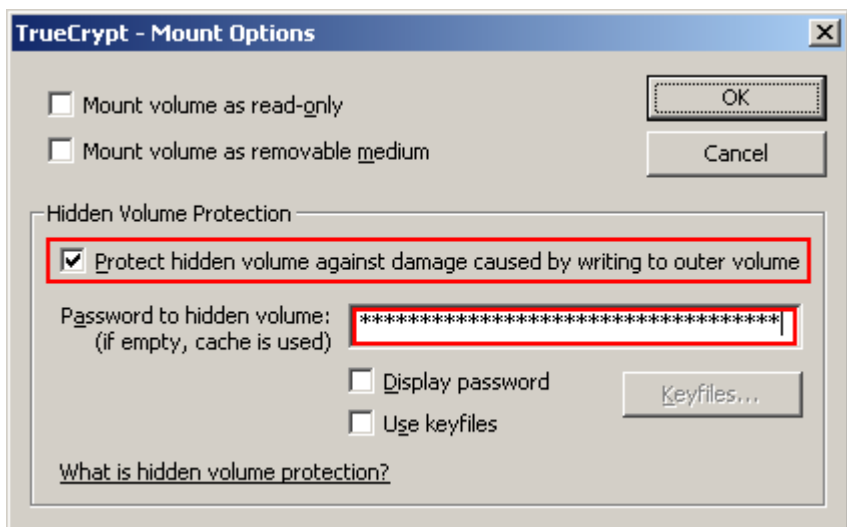 TrueCrypt - Mount Options
Mount volume as read-only
OK
Mount volume as removable medium
Cancel
Hidden Volume Protection
Protect hidden volume against damage caused by writing to outer volume
Password to hidden volume:
(if empty, cache is used)
***********************************
Display password
Keyfiles...
Use keyfiles
What is hidden volume protection?